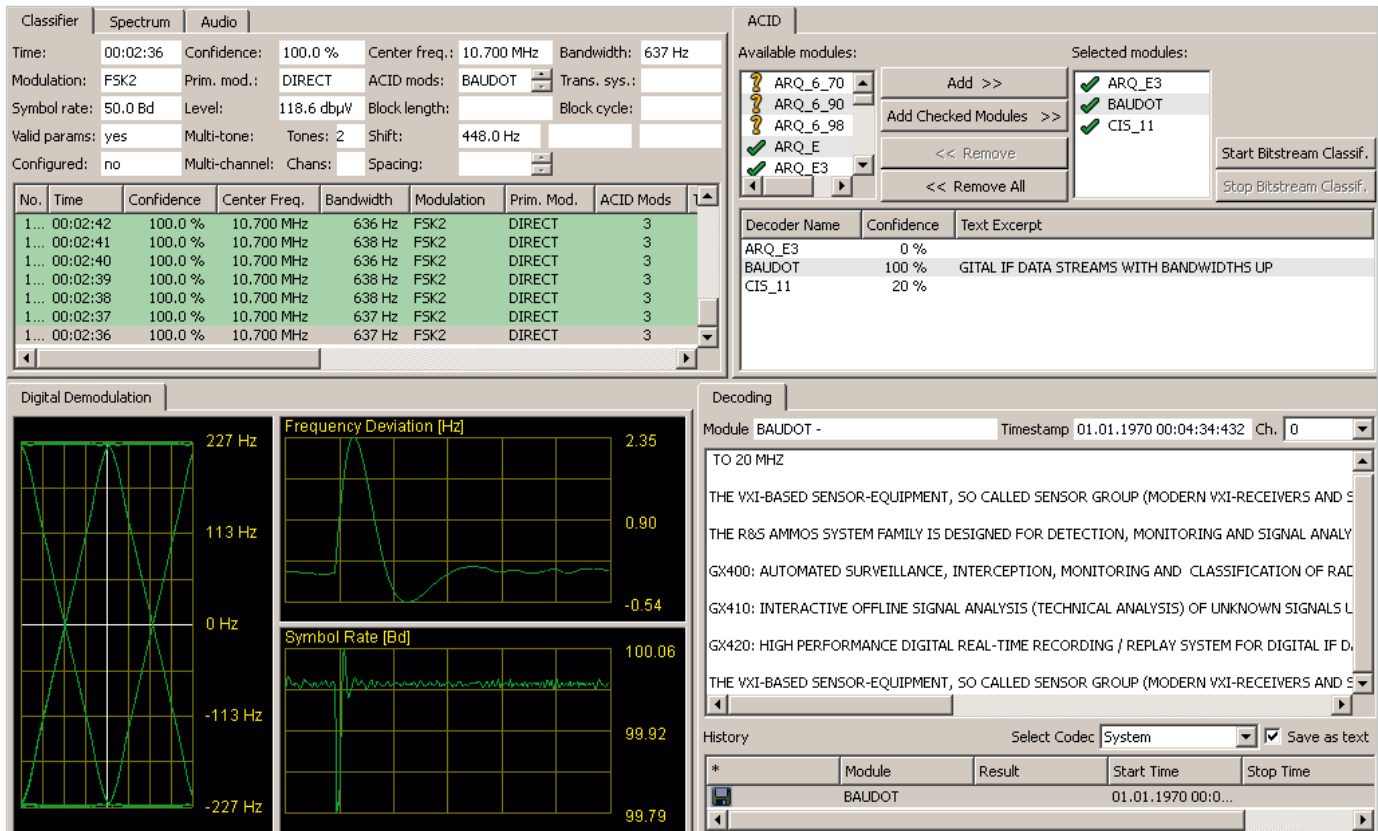 Classifier Spectrum Audio
Time: 00:02:36 Confidence: 100.0 % Center freq.: 10.700 MHz Bandwidth: 637 Hz
Modulation: FSK2 Prim. mod.: DIRECT ACID mods: BAUDOT Trans. sys.:
Symbol rate: 50.0 Bd Level: 118.6 dbµV Block length: Block cycle:
Valid params: yes Multi-tone: Tones: 2 Shift: 448.0 Hz
Configured: no Multi-channel: Chans: Spacing:
No. Time Confidence Center Freq. Bandwidth Modulation Prim. Mod. ACID Mods
1... 00:02:42 100.0 % 10.700 MHz 636 Hz FSK2 DIRECT 3
1... 00:02:41 100.0 % 10.700 MHz 638 Hz FSK2 DIRECT 3
1... 00:02:40 100.0 % 10.700 MHz 636 Hz FSK2 DIRECT 3
1... 00:02:39 100.0 % 10.700 MHz 638 Hz FSK2 DIRECT 3
1... 00:02:38 100.0 % 10.700 MHz 638 Hz FSK2 DIRECT 3
1... 00:02:37 100.0 % 10.700 MHz 637 Hz FSK2 DIRECT 3
1... 00:02:36 100.0 % 10.700 MHz 637 Hz FSK2 DIRECT 3
ACID
Available modules: Selected modules:
ARQ_6_70
ARQ_6_90
ARQ_6_98
ARQ_E
ARQ_E3
Add >>
Add Checked Modules >>
<< Remove
<< Remove All
ARQ_E3
BAUDOT
CIS_11
Start Bitstream Classif.
Stop Bitstream Classif.
Decoder Name Confidence Text Excerpt
ARQ_E3 0 %
BAUDOT 100 % GITAL IF DATA STREAMS WITH BANDWIDTHS UP
CIS_11 20 %
Digital Demodulation
227 Hz
113 Hz
0 Hz
-113 Hz
-227 Hz
Frequency Deviation [Hz]
2.35
0.90
-0.54
Symbol Rate [Bd]
100.06
99.92
99.79
Decoding
Module BAUDOT - Timestamp 01.01.1970 00:04:34:432 Ch. 0
TO 20 MHZ
THE VXI-BASED SENSOR-EQUIPMENT, SO CALLED SENSOR GROUP (MODERN VXI-RECEIVERS AND S
THE R&S AMMOS SYSTEM FAMILY IS DESIGNED FOR DETECTION, MONITORING AND SIGNAL ANALY
GX400: AUTOMATED SURVEILLANCE, INTERCEPTION, MONITORING AND CLASSIFICATION OF RAD
GX410: INTERACTIVE OFFLINE SIGNAL ANALYSIS (TECHNICAL ANALYSIS) OF UNKNOWN SIGNALS U
GX420: HIGH PERFORMANCE DIGITAL REAL-TIME RECORDING / REPLAY SYSTEM FOR DIGITAL IF D
THE VXI-BASED SENSOR-EQUIPMENT, SO CALLED SENSOR GROUP (MODERN VXI-RECEIVERS AND S
History Select Codec System Save as text
* Module Result Start Time Stop Time
BAUDOT 01.01.1970 00:0...